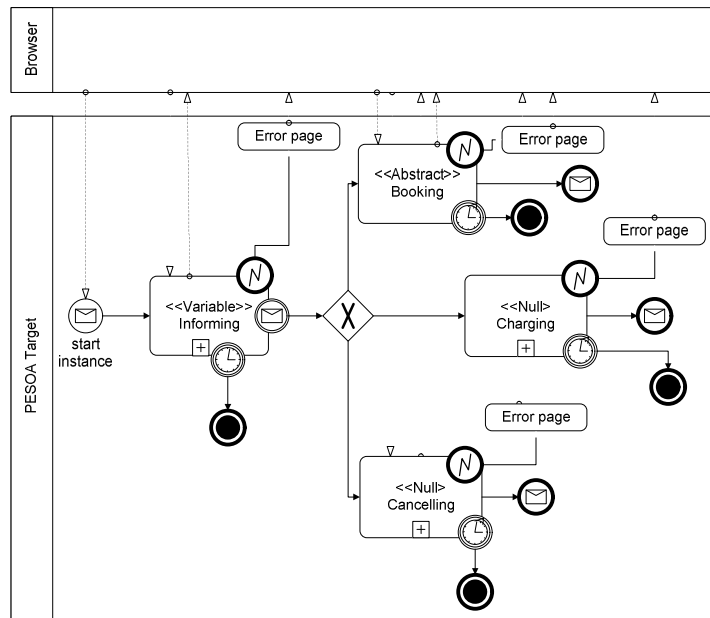 Browser
PESOA Target
Error page
Error page
<<Abstract>>
Booking
Error page
<<Variable>>
Informing
<<Null>
Charging
start
instance
Error page
<<Null>
Cancelling